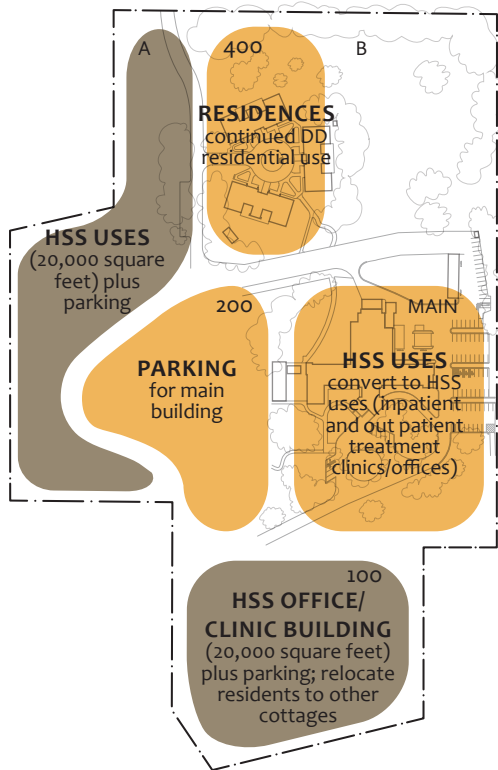 A
400
B
RESIDENCES
continued DD
residential use
HSS USES
(20,000 square
feet) plus
parking
200
PARKING
for main
building
MAIN
HSS USES
convert to HSS
uses (inpatient
and out patient
treatment
clinics/offices)
100
HSS OFFICE/
CLINIC BUILDING
(20,000 square feet)
plus parking; relocate
residents to other
cottages